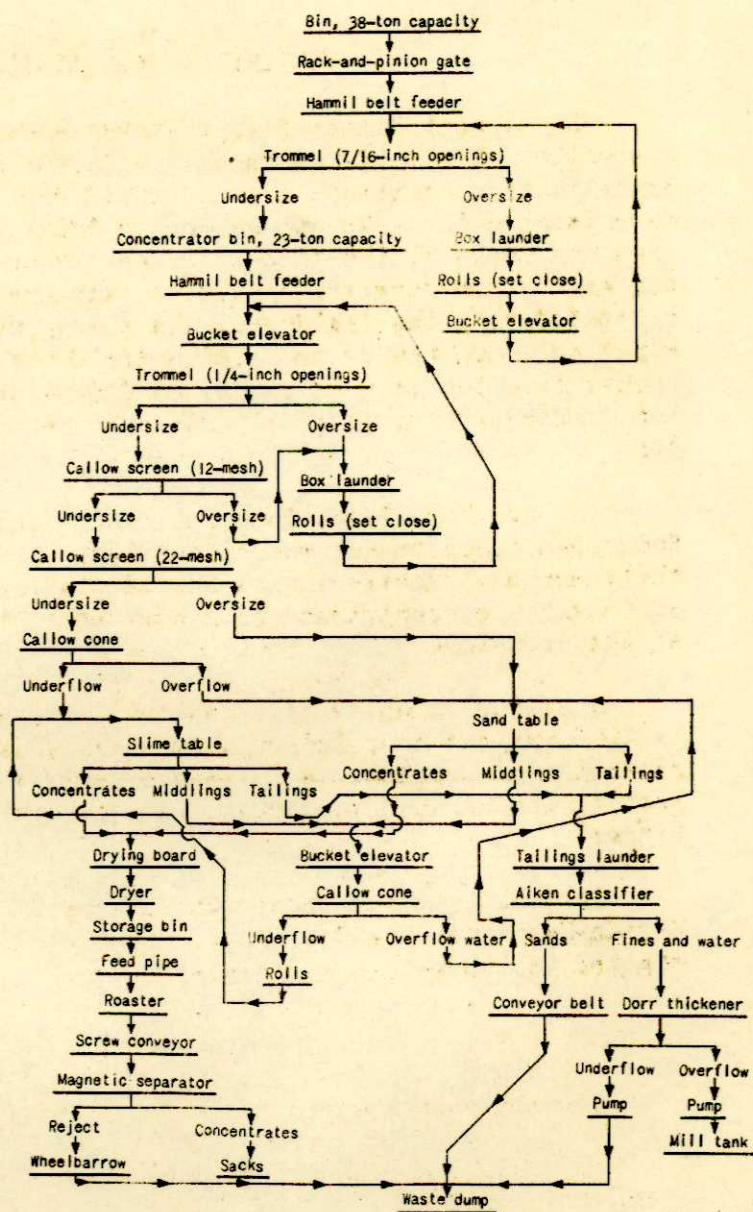 Bin, 38-ton capacity
Rack-and-pinion gate
Hammil belt feeder
Trommel (7/16-inch openings)
Undersize Oversize
Concentrator bin, 23-ton capacity Box launder
Hammil belt feeder Rolls (set close)
Bucket elevator
Bucket elevator
Trommel (1/4-inch openings)
Undersize Oversize
Callow screen (12-mesh)
Box launder
Undersize Oversize
Rolls (set close)
Callow screen (22-mesh)
Undersize Oversize
Callow cone
Underflow Overflow
Sand table
Slime table
Concentrates Middlings Tailings
Concentrates Middlings Tailings
Drying board Bucket elevator Tailings launder
Dryer Callow cone Aiken classifier
Storage bin
Underflow Overflow water Sands Fines and water
Feed pipe
Rolls
Roaster Conveyor belt Dorr thickener
Screw conveyor
Underflow Overflow
Magnetic separator
Pump Pump
Reject Concentrates
Mill tank
Wheelbarrow Sacks
Waste dump